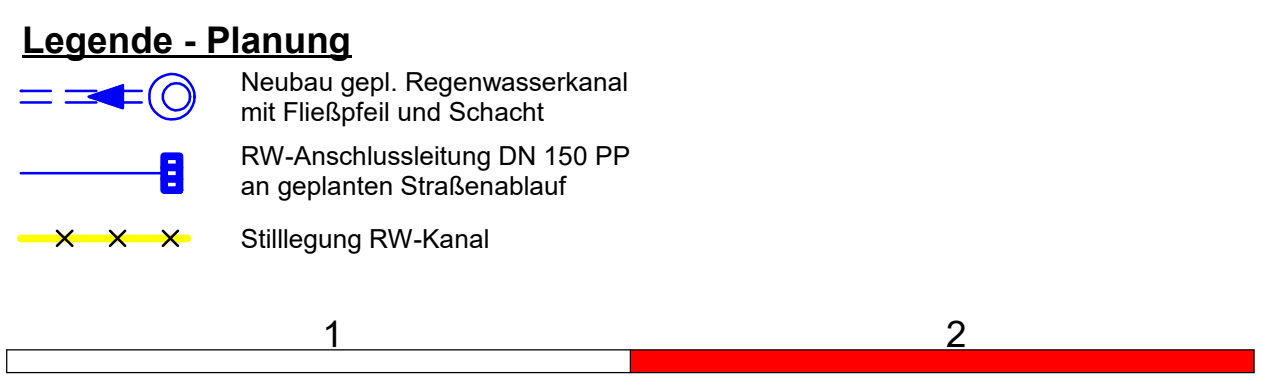 Legende - Planung
Neubau gepl. Regenwasserkanal
mit Fließpfeil und Schacht
RW-Anschlussleitung DN 150 PP
an geplanten Straßenablauf
Stilllegung RW-Kanal
1 2